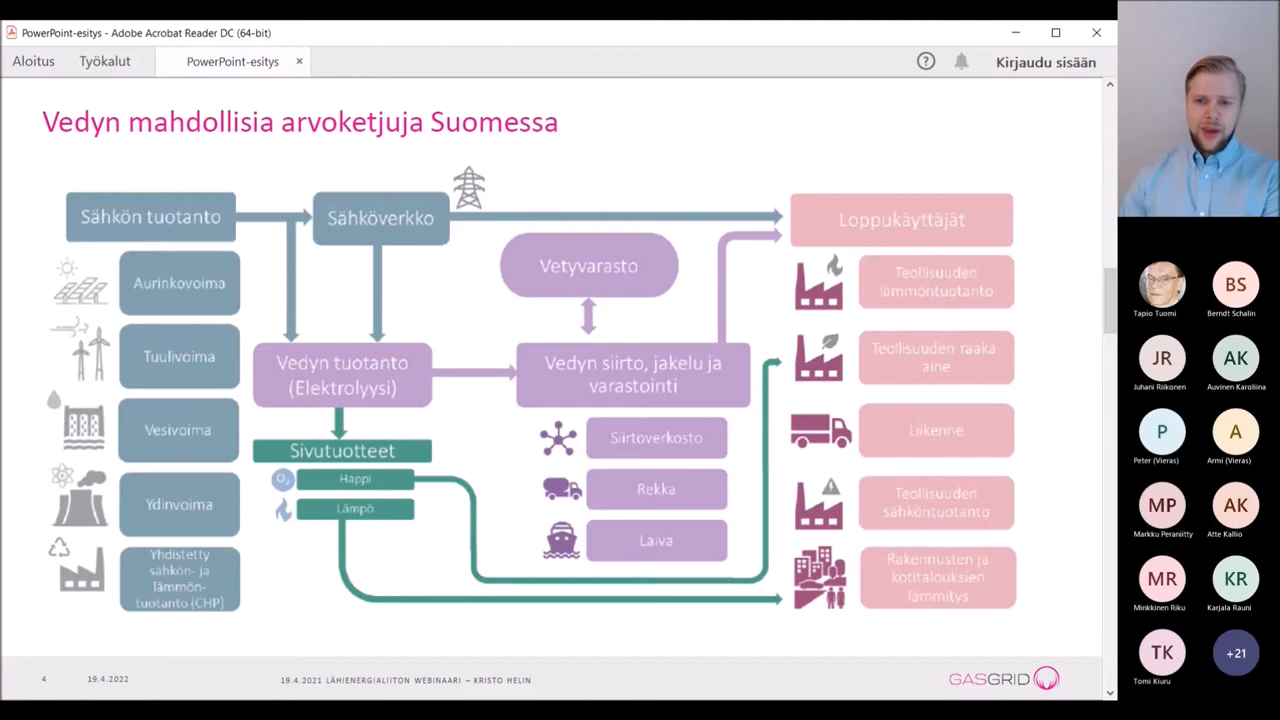 PowerPoint-esitys - Adobe Acrobat Reader DC (64-bit)
Aloitus
Työkalut
PowerPoint-esitys
Kirjaudu sisään
Vedyn mahdollisia arvoketjuja Suomessa
Sähkön tuotanto
Sähköverkko
Loppukäyttäjät
Vetyvarasto
Aurinkovoima
Tuulivoima
Vesivoima
Ydinvoima
Yhdistetty
sähkön- ja
lämmön-
tuotanto (CHP)
Vedyn tuotanto
(Elektrolyysi)
Sivutuotteet
O₂
Happi
Lämpö
Vedyn siirto, jakelu ja
varastointi
Siirtoverkosto
Rekka
Laiva
Teollisuuden
lämmöntuotanto
Teollisuuden raaka-
aine
Liikenne
Teollisuuden
sähköntuotanto
Rakennusten ja
kotitalouksien
lämmitys
4
19.4.2022
19.4.2021 LÄHIENERGIALIITON WEBINAARI – KRISTO HELIN
GASGRID
Tapio Tuomi
BS
Berndt Schalin
JR
Juhani Riikonen
AK
Auvinen Karoliina
P
Peter (Vieras)
A
Armi (Vieras)
MP
Markku Peraniitty
AK
Atte Kallio
MR
Minkkinen Riku
KR
Karjala Rauni
TK
Tomi Kiuru
+21